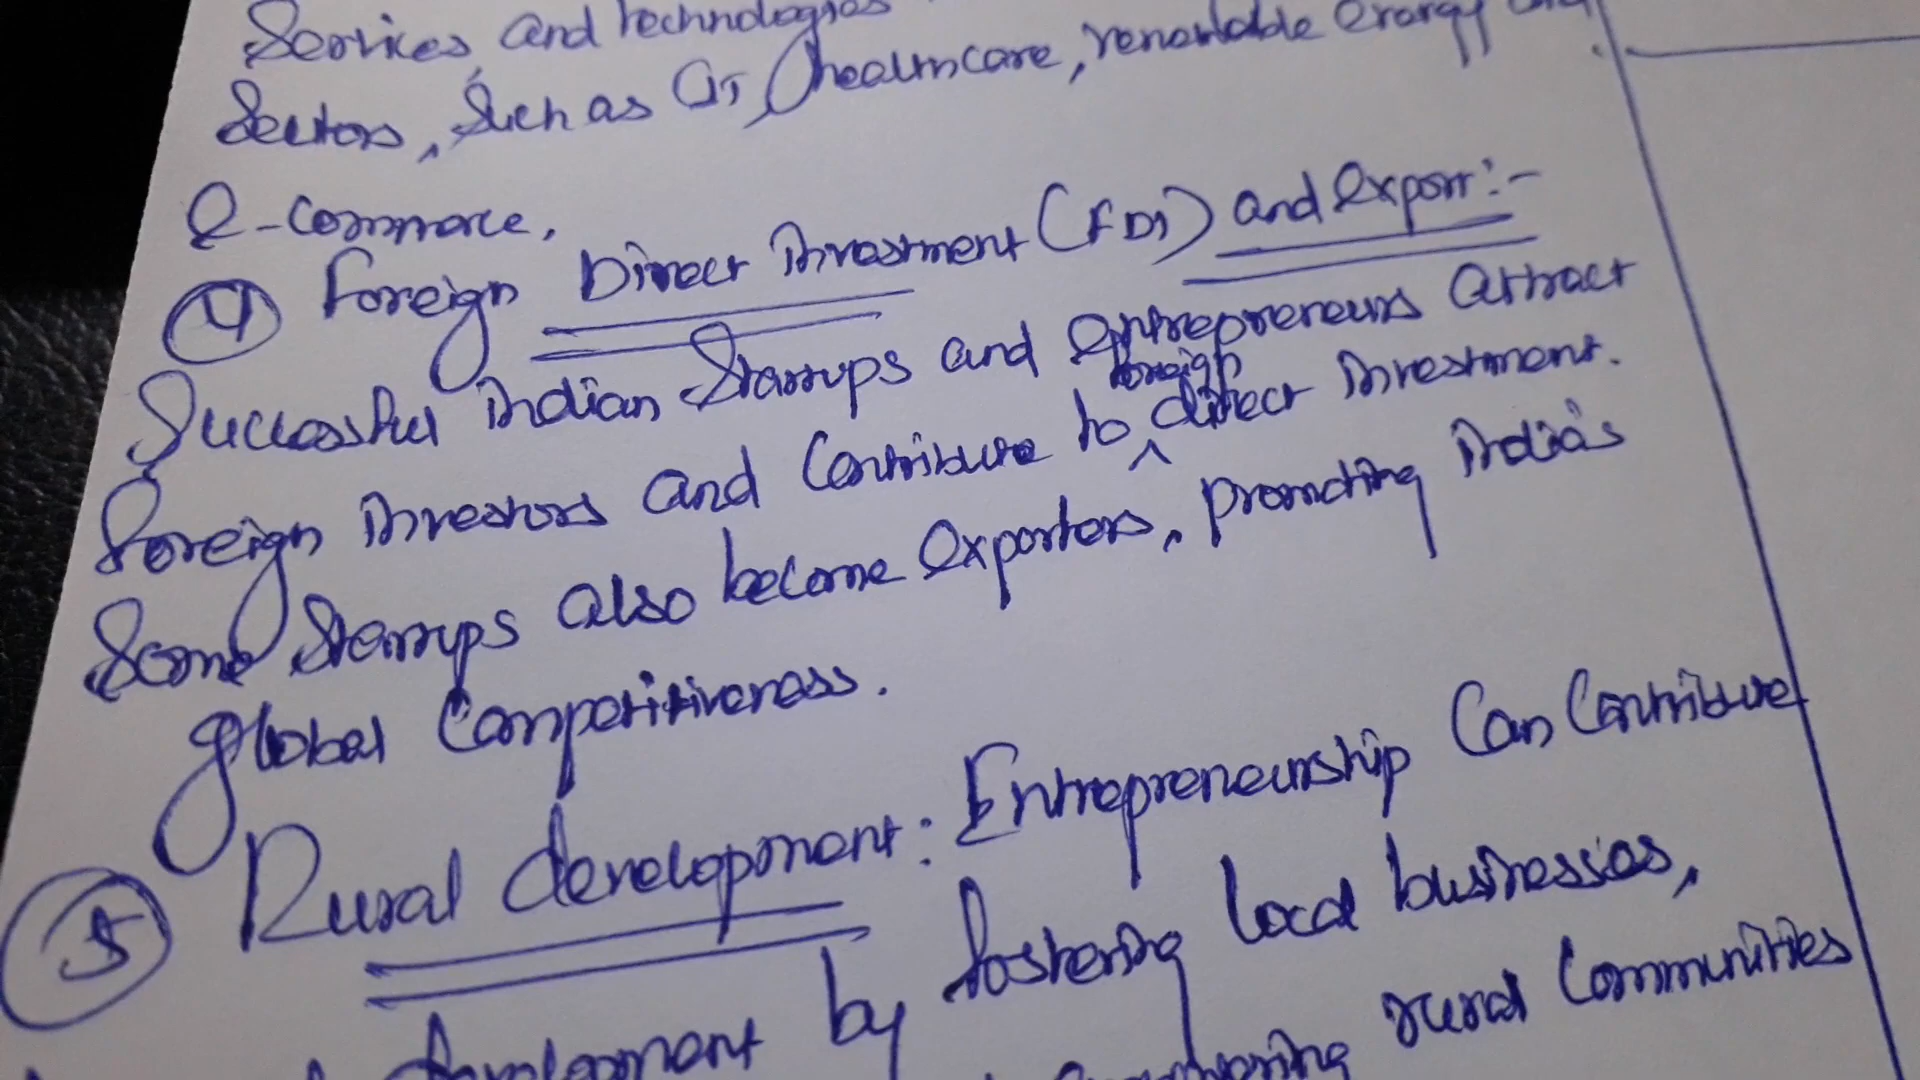 Services and technologies
Sectors, Such as IT, healthcare, renewable energy and
E-commerce.
4 Foreign Direct Investment (FDI) and Export:-
Successful Indian Startups and entrepreneurs attract
foreign investors and contribute to foreign direct investment.
Some Startups also become exporters, promoting India's
global competitiveness.
5 Rural development: Entrepreneurship can contribute
development by fostering local businesses,
rural communities